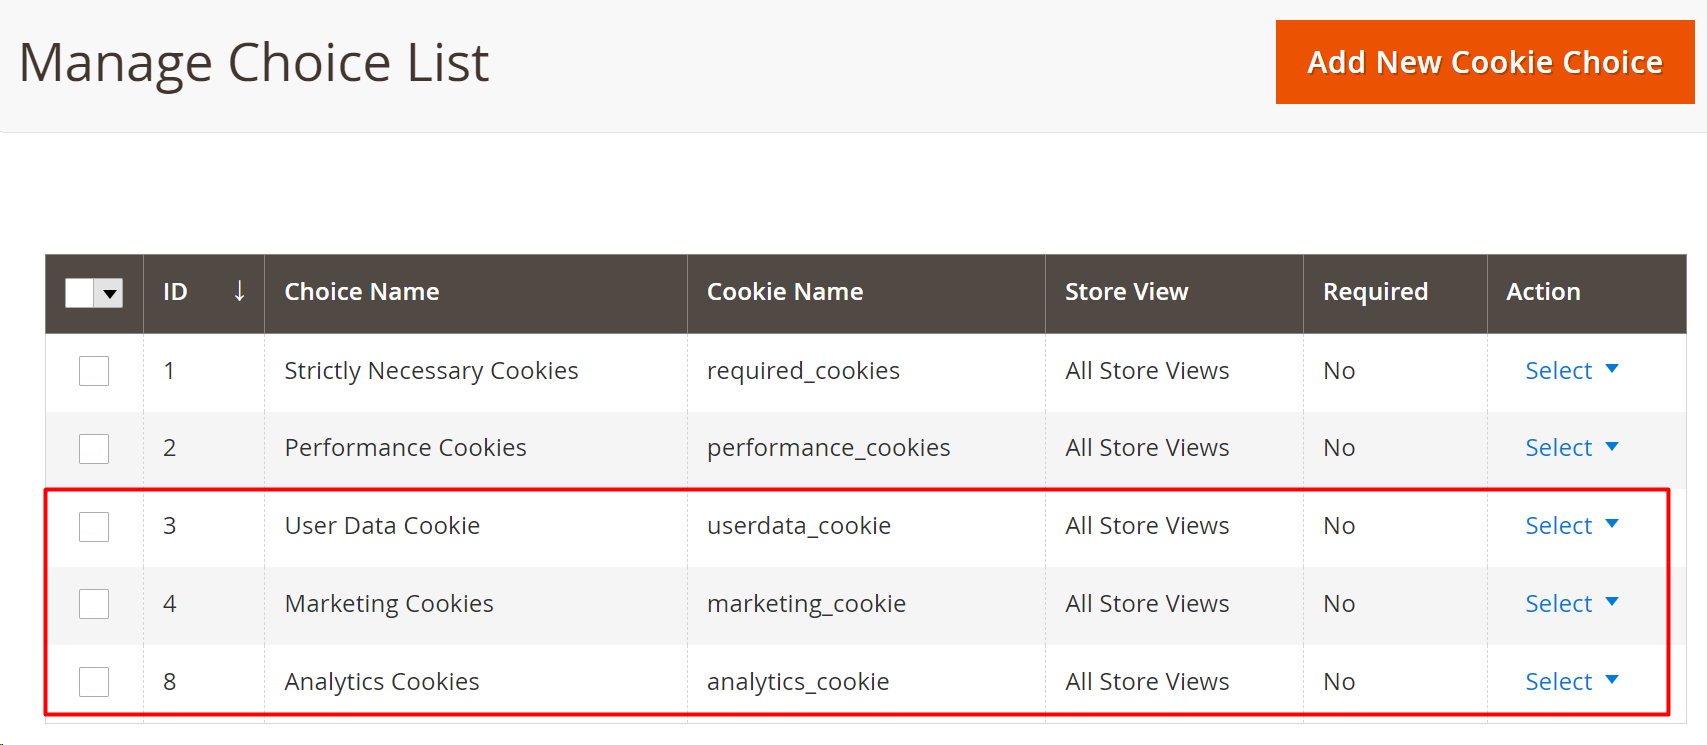 Manage Choice List
Add New Cookie Choice
ID ↓ Choice Name Cookie Name Store View Required Action
1 Strictly Necessary Cookies required_cookies All Store Views No Select
2 Performance Cookies performance_cookies All Store Views No Select
3 User Data Cookie userdata_cookie All Store Views No Select
4 Marketing Cookies marketing_cookie All Store Views No Select
8 Analytics Cookies analytics_cookie All Store Views No Select